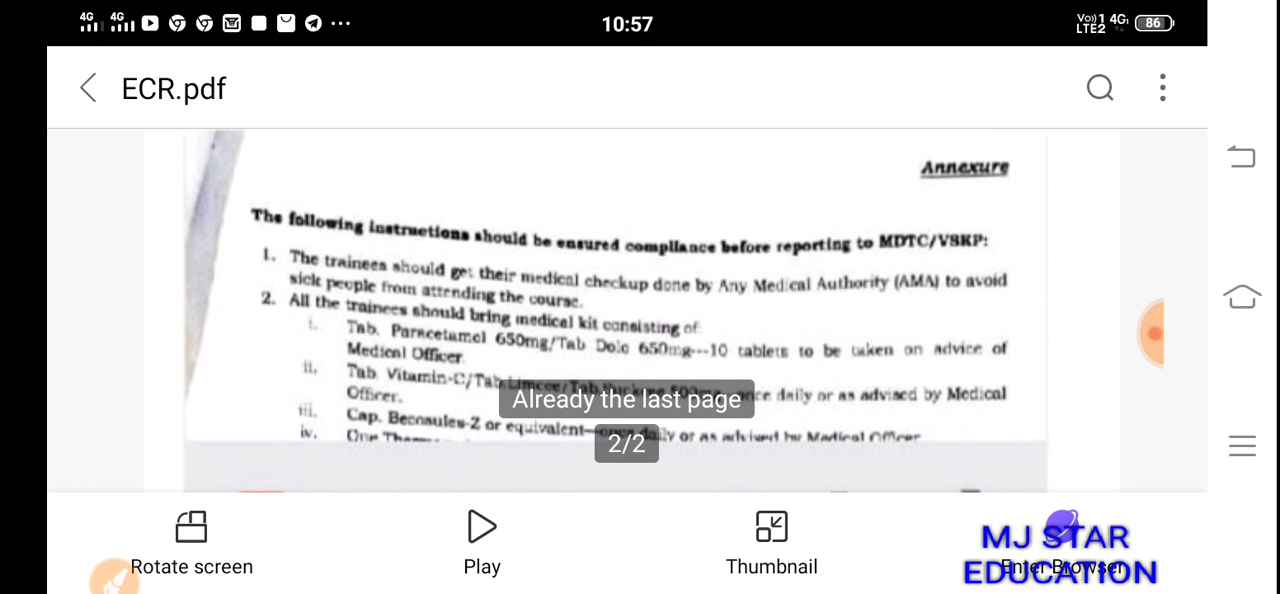 4G 4G 10:57 Vo)) 1 4G LTE2 86
ECR.pdf
Annexure
The following instructions should be ensured compliance before reporting to MDTC/VSKP:
1. The trainees should get their medical checkup done by Any Medical Authority (AMA) to avoid
sick people from attending the course.
2. All the trainees should bring medical kit consisting of
i. Tab. Paracetamol 650mg/Tab Dolo 650mg---10 tablets to be taken on advice of
Medical Officer.
ii. Tab. Vitamin-C/Tab Limcee/Tab once daily or as advised by Medical
Officer.
iii. Cap. Becosules-Z or equivalent—once daily or as advised by Medical Officer
iv. One
Already the last page
2/2
Rotate screen
Play
Thumbnail
Enter Browser
MJ STAR
EDUCATION